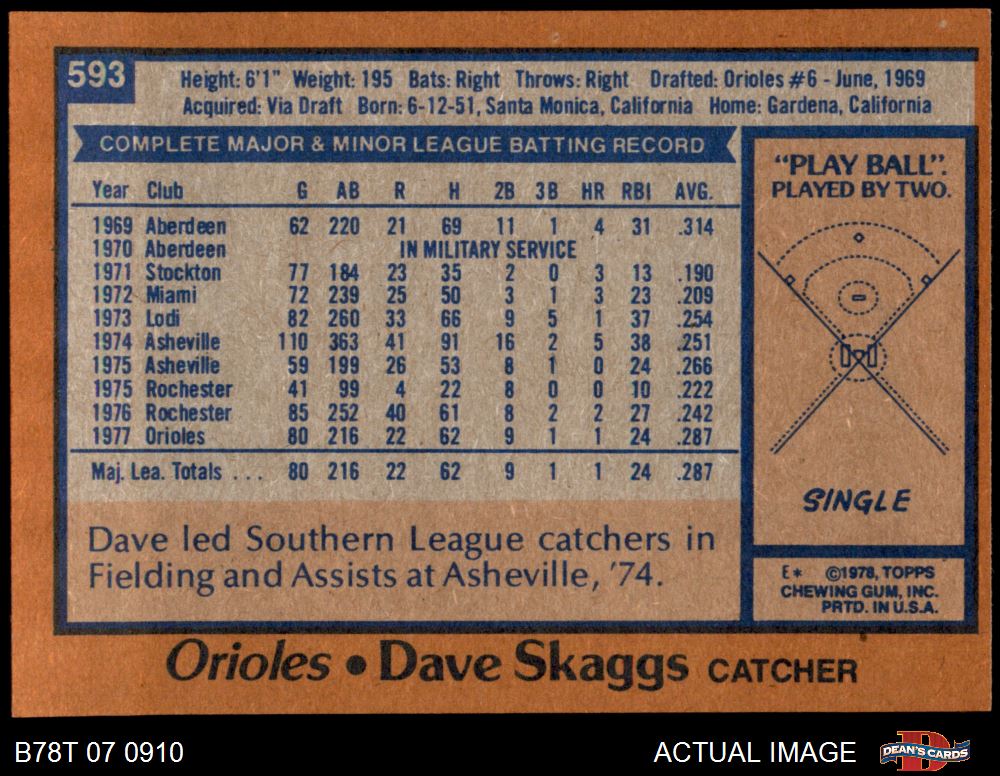 593
Height: 6'1" Weight: 195 Bats: Right Throws: Right Drafted: Orioles #6 - June, 1969
Acquired: Via Draft Born: 6-12-51, Santa Monica, California Home: Gardena, California
COMPLETE MAJOR & MINOR LEAGUE BATTING RECORD
Year Club G AB R H 2B 3B HR RBI AVG.
1969 Aberdeen 62 220 21 69 11 1 4 31 .314
1970 Aberdeen IN MILITARY SERVICE
1971 Stockton 77 184 23 35 2 0 3 13 .190
1972 Miami 72 239 25 50 3 1 3 23 .209
1973 Lodi 82 260 33 66 9 5 1 37 .254
1974 Asheville 110 363 41 91 16 2 5 38 .251
1975 Asheville 59 199 26 53 8 1 0 24 .266
1975 Rochester 41 99 4 22 8 0 0 10 .222
1976 Rochester 85 252 40 61 8 2 2 27 .242
1977 Orioles 80 216 22 62 9 1 1 24 .287
Maj. Lea. Totals ... 80 216 22 62 9 1 1 24 .287
Dave led Southern League catchers in
Fielding and Assists at Asheville, '74.
"PLAY BALL".
PLAYED BY TWO.
SINGLE
E* ©1978, TOPPS
CHEWING GUM, INC.
PRTD. IN U.S.A.
Orioles • Dave Skaggs CATCHER
B78T 07 0910
ACTUAL IMAGE
D
DEAN'S CARDS